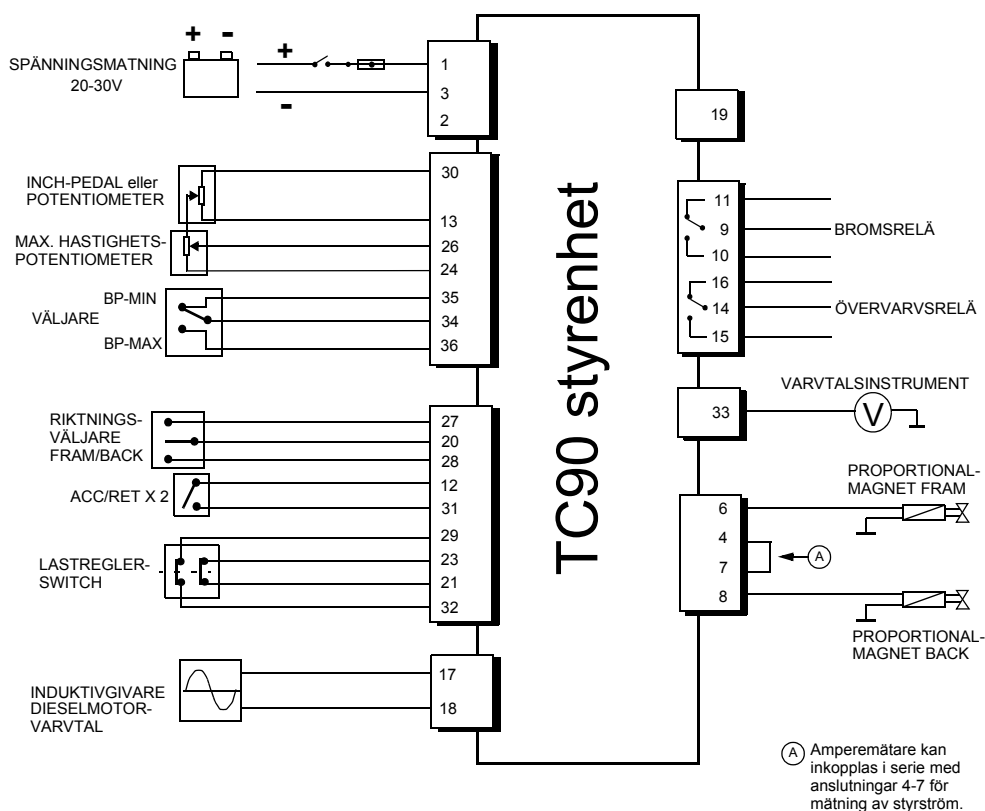 + -
SPÄNNINGSMATNING
20-30V
+
-
1
3
2
INCH-PEDAL eller
POTENTIOMETER
30
13
MAX. HASTIGHETS-
POTENTIOMETER
26
24
BP-MIN
VÄLJARE
BP-MAX
35
34
36
RIKTNINGS-
VÄLJARE
FRAM/BACK
27
20
28
ACC/RET X 2
12
31
LASTREGLER-
SWITCH
29
23
21
32
INDUKTIVGIVARE
DIESELMOTOR-
VARVTAL
17
18
TC90 styrenhet
19
11
9
10
BROMSRELÄ
16
14
15
ÖVERVARVSRELÄ
VARVTALSINSTRUMENT
33
V
PROPORTIONAL-
MAGNET FRAM
6
4
7
8
A
PROPORTIONAL-
MAGNET BACK
A Amperemätare kan
inkopplas i serie med
anslutningar 4-7 för
mätning av styrström.